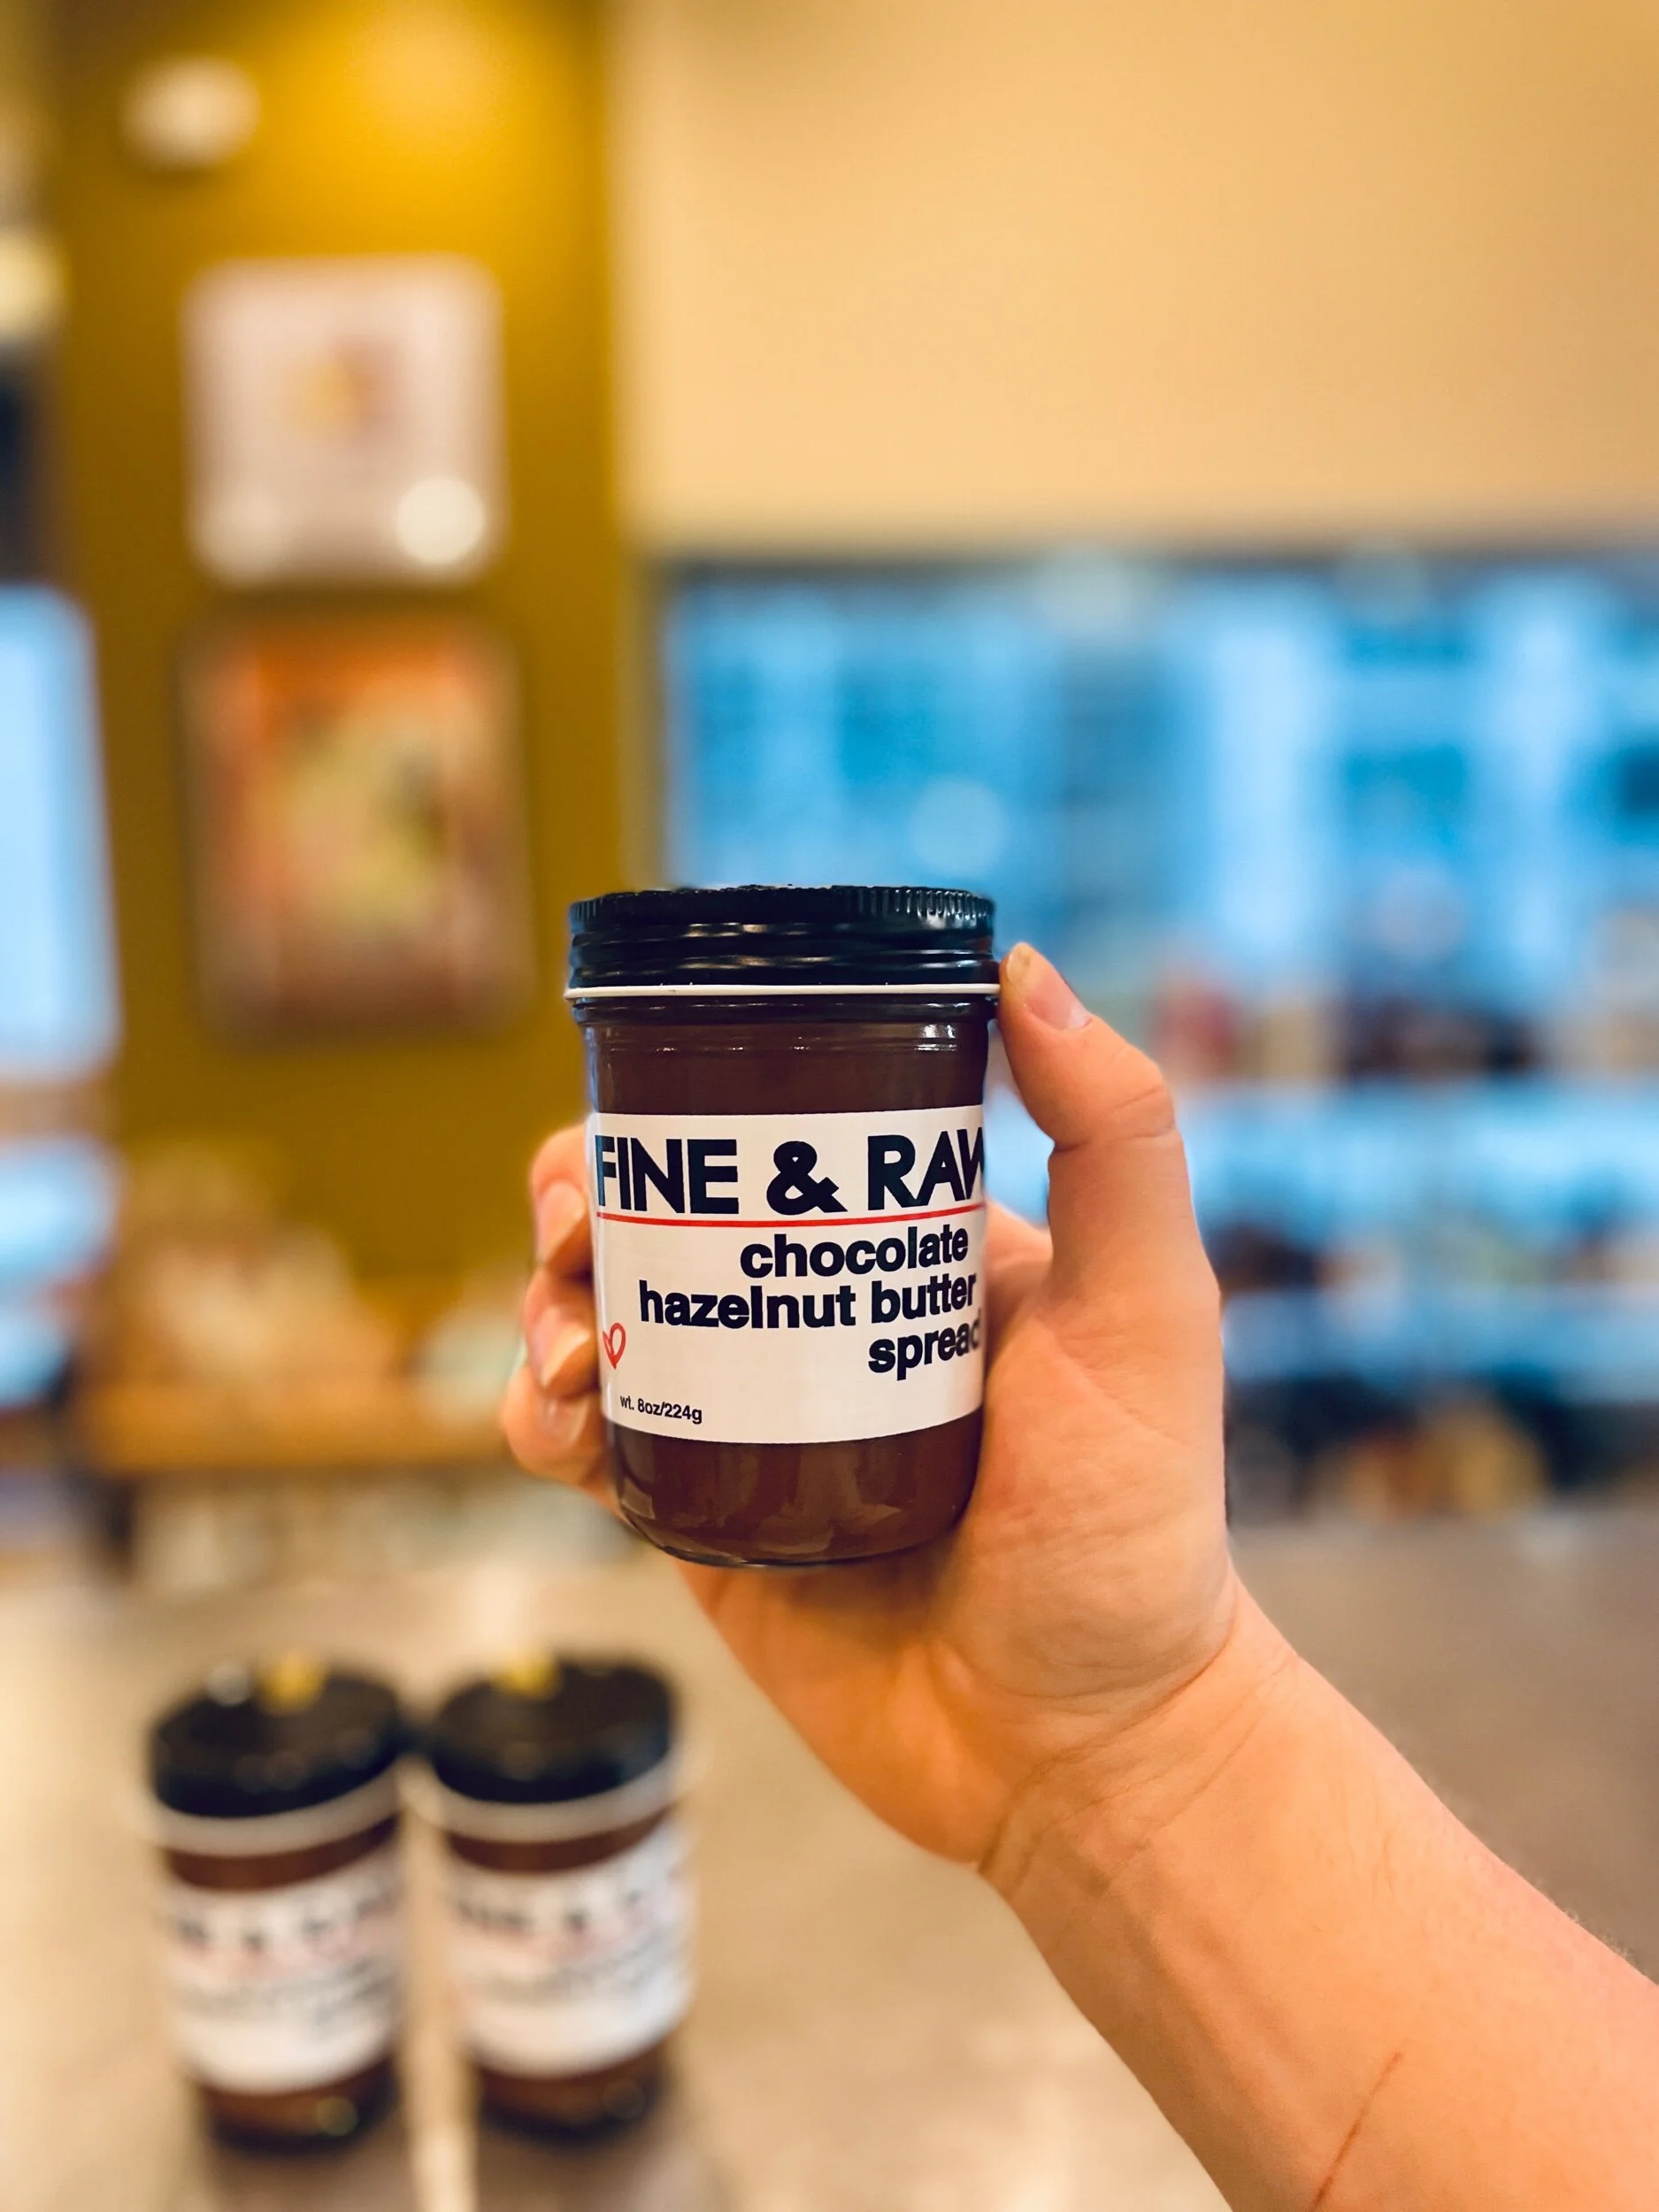 FINE & RAW
chocolate
hazelnut butter
spread
wt. 8oz/224g